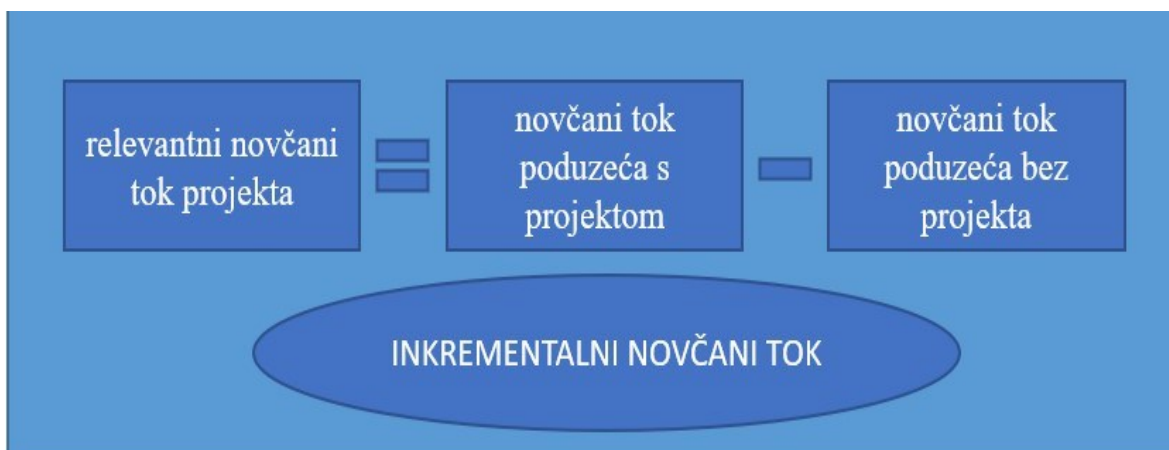 relevantni novčani
tok projekta
novčani tok
poduzeća s
projektom
novčani tok
poduzeća bez
projekta
INKREMENTALNI NOVČANI TOK